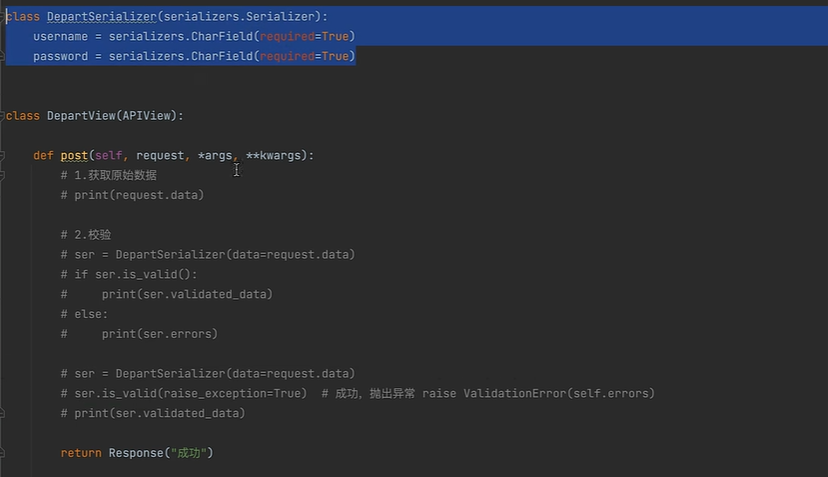 class DepartSerializer(serializers.Serializer):
    username = serializers.CharField(required=True)
    password = serializers.CharField(required=True)
class DepartView(APIView):
    def post(self, request, *args, **kwargs):
        # 1.获取原始数据
        # print(request.data)
        # 2.校验
        # ser = DepartSerializer(data=request.data)
        # if ser.is_valid():
        #     print(ser.validated_data)
        # else:
        #     print(ser.errors)
        # ser = DepartSerializer(data=request.data)
        # ser.is_valid(raise_exception=True)  # 成功，抛出异常 raise ValidationError(self.errors)
        # print(ser.validated_data)
        return Response("成功")